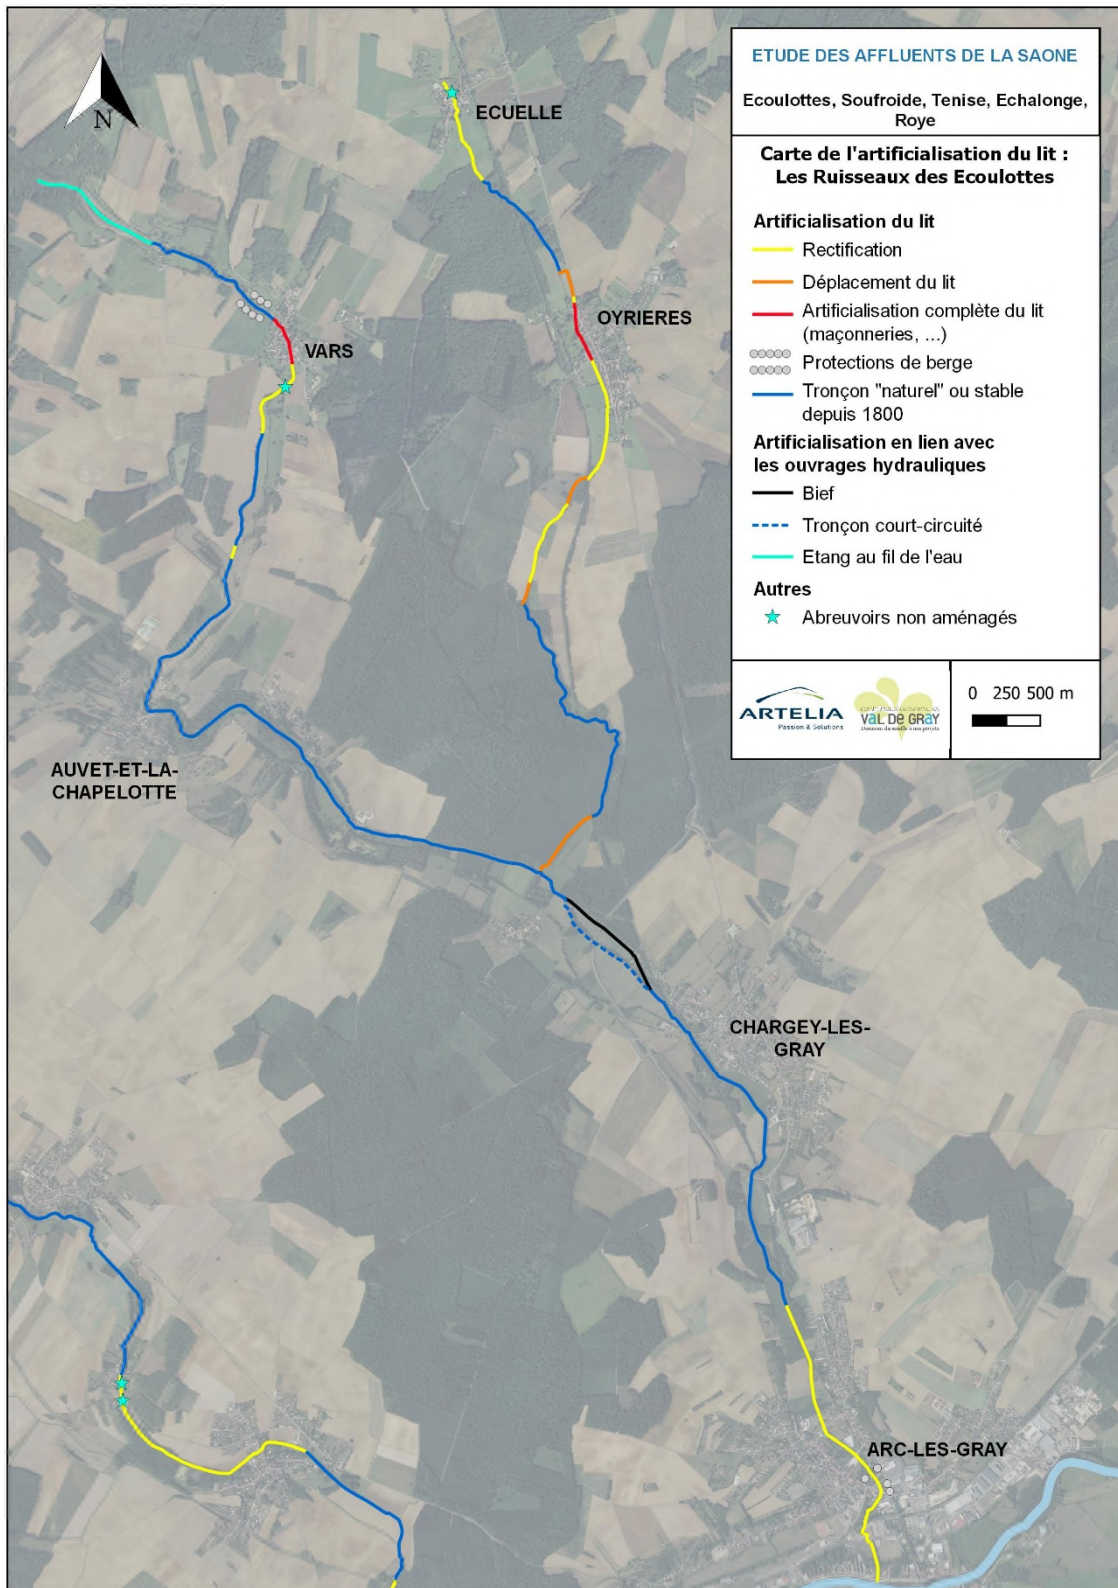 N
ECUELLE
OYRIERES
VARS
AUVET-ET-LA-
CHAPELOTTE
CHARGEY-LES-
GRAY
ARC-LES-GRAY
ETUDE DES AFFLUENTS DE LA SAONE
Ecoulottes, Soufroide, Tenise, Echalonge,
Roye
Carte de l'artificialisation du lit :
Les Ruisseaux des Ecoulottes
Artificialisation du lit
Rectification
Déplacement du lit
Artificialisation complète du lit
(maçonneries, ...)
Protections de berge
Tronçon "naturel" ou stable
depuis 1800
Artificialisation en lien avec
les ouvrages hydrauliques
Bief
Tronçon court-circuité
Etang au fil de l'eau
Autres
Abreuvoirs non aménagés
ARTELIA
Passion & Solutions
VAL DE GRAY
0 250 500 m